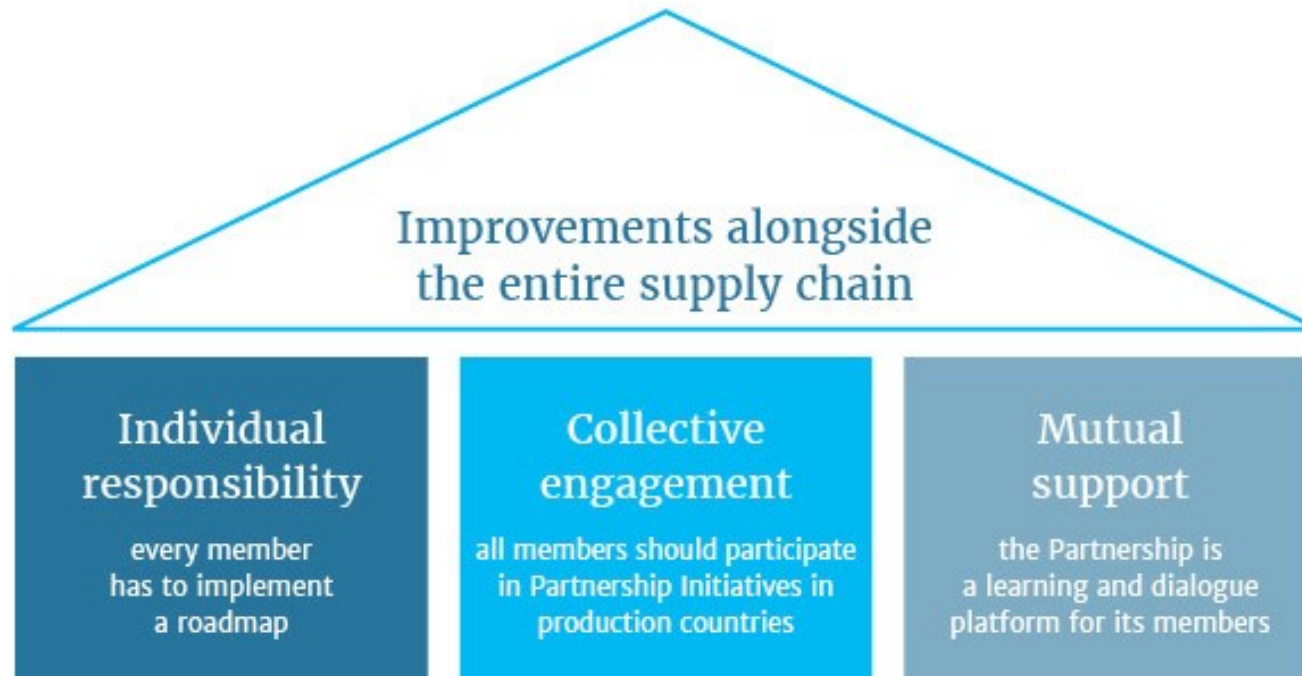 Improvements alongside
the entire supply chain
Individual
responsibility
every member
has to implement
a roadmap
Collective
engagement
all members should participate
in Partnership Initiatives in
production countries
Mutual
support
the Partnership is
a learning and dialogue
platform for its members